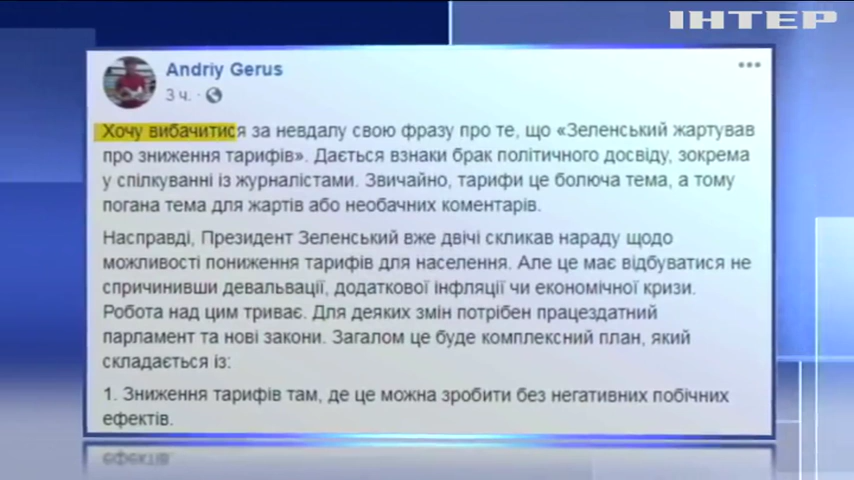 ІНТЕР
Andriy Gerus
3 ч.
Хочу вибачитися за невдалу свою фразу про те, що «Зеленський жартував
про зниження тарифів». Дається взнаки брак політичного досвіду, зокрема
у спілкуванні із журналістами. Звичайно, тарифи це болюча тема, а тому
погана тема для жартів або необачних коментарів.
Насправді, Президент Зеленський вже двічі скликав нараду щодо
можливості пониження тарифів для населення. Але це має відбуватися не
спричинивши девальвації, додаткової інфляції чи економічної кризи.
Робота над цим триває. Для деяких змін потрібен працездатний
парламент та нові закони. Загалом це буде комплексний план, який
складається із:
1. Зниження тарифів там, де це можна зробити без негативних побічних
ефектів.